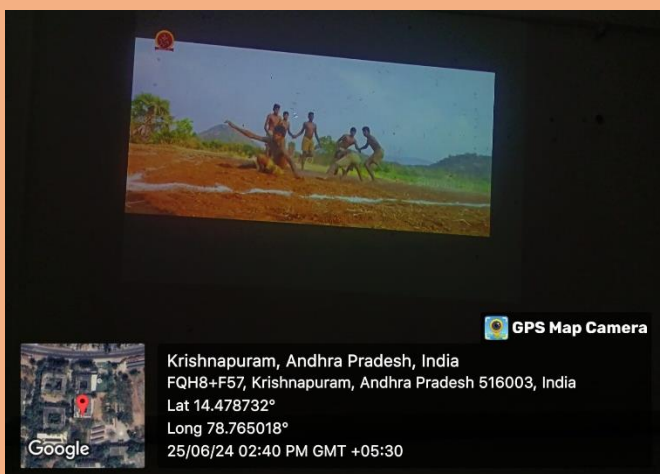 GPS Map Camera
Krishnapuram, Andhra Pradesh, India
FQH8+F57, Krishnapuram, Andhra Pradesh 516003, India
Lat 14.478732°
Long 78.765018°
25/06/24 02:40 PM GMT +05:30
Google